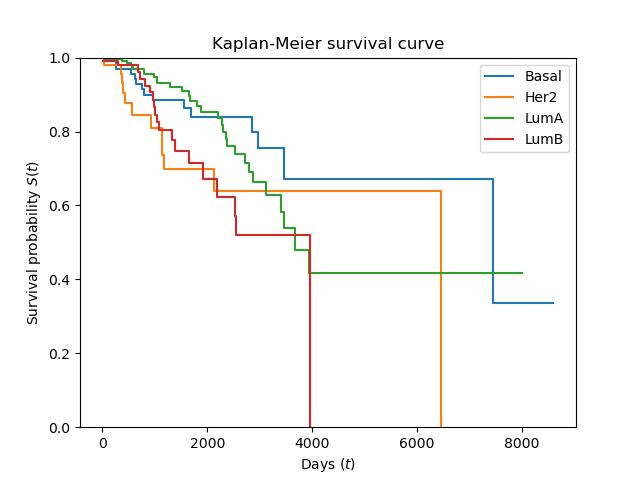 Kaplan-Meier survival curve
Survival probability S(t)
1.0
0.8
0.6
0.4
0.2
0.0
Basal
Her2
LumA
LumB
0 2000 4000 6000 8000
Days (t)